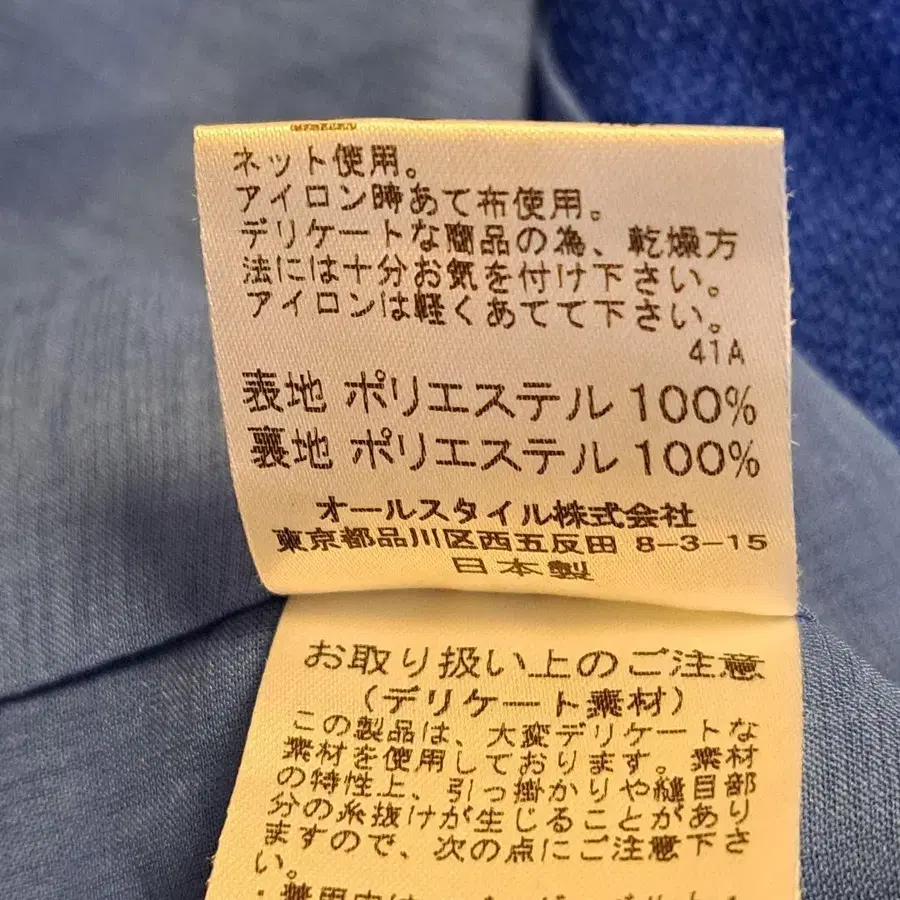 ネット使用。
アイロン時あて布使用。
デリケートな商品の為、乾燥方
法には十分お気を付け下さい。
アイロンは軽くあてて下さい。
41A
表地 ポリエステル 100%
裏地 ポリエステル 100%
オールスタイル株式会社
東京都品川区西五反田 8-3-15
日本製
お取り扱い上のご注意
(デリケート素材)
この製品は、大変デリケートな
素材を使用しております。素材
の特性上、引っ掛かりや縫目部
分の糸抜けが生じることがあり
ますので、次の点にご注意下さ
い。
・着用中は